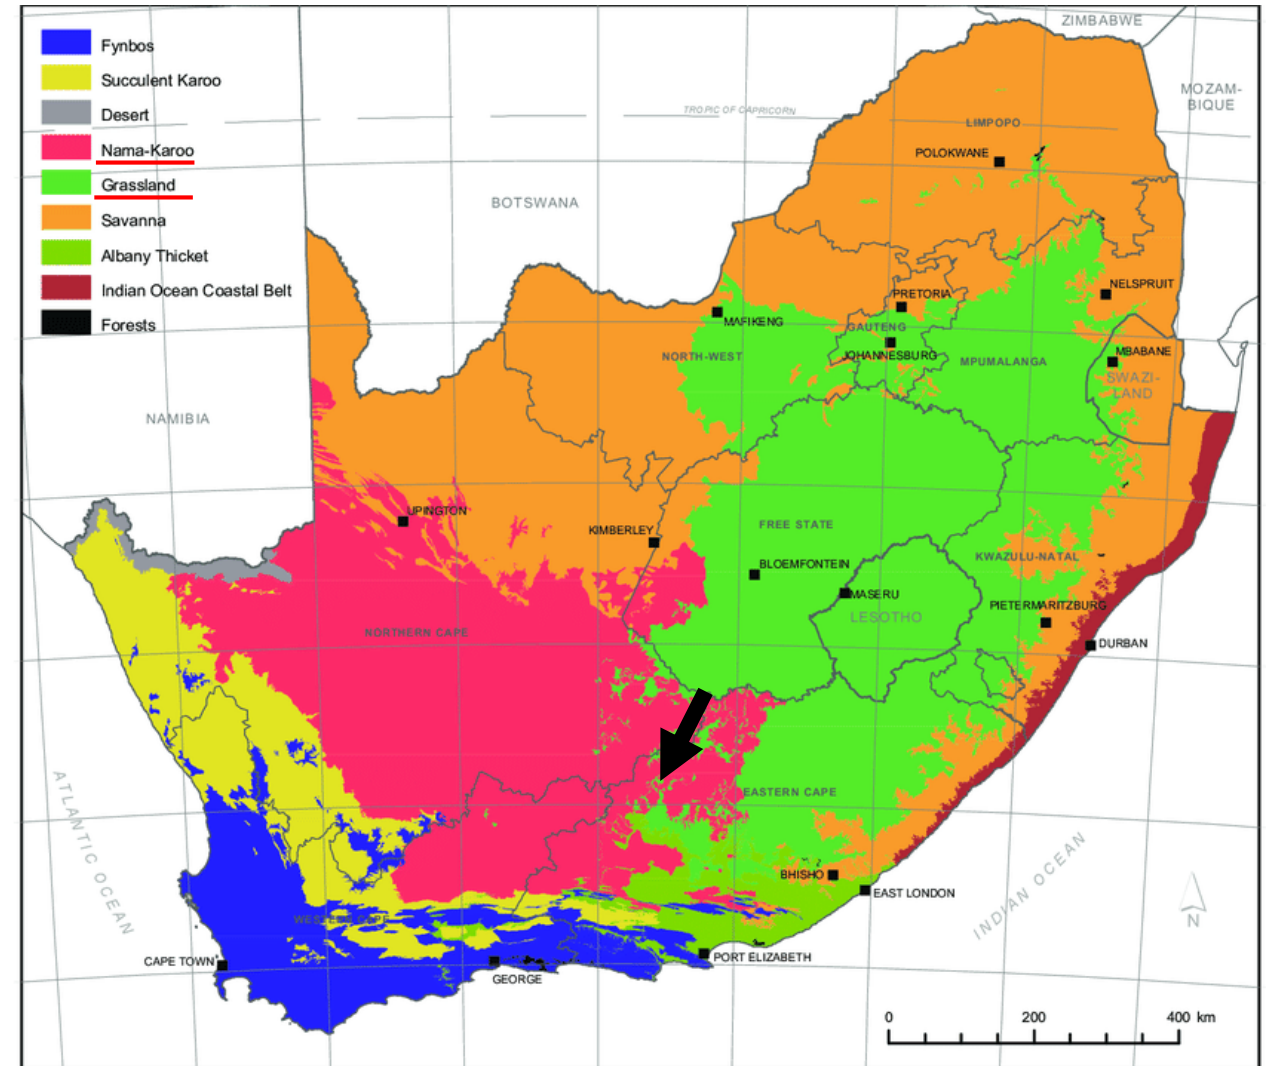 Fynbos
Succulent Karoo
Desert
Nama-Karoo
Grassland
Savanna
Albany Thicket
Indian Ocean Coastal Belt
Forests
ZIMBABWE
MOZAM-
BIQUE
TROPIC OF CAPRICORN
LIMPOPO
POLOKWANE
BOTSWANA
NELSPRUIT
PRETORIA
MAFIKENG
GAUTENG
JOHANNESBURG
NORTH-WEST
MPUMALANGA
MBABANE
SWAZI-
LAND
NAMIBIA
UPINGTON
KIMBERLEY
FREE STATE
BLOEMFONTEIN
KWAZULU-NATAL
MASERU
LESOTHO
PIETERMARITZBURG
DURBAN
NORTHERN CAPE
EASTERN CAPE
ATLANTIC OCEAN
INDIAN OCEAN
BHISHO
EAST LONDON
WESTERN CAPE
CAPE TOWN
GEORGE
PORT ELIZABETH
N
0 200 400 km